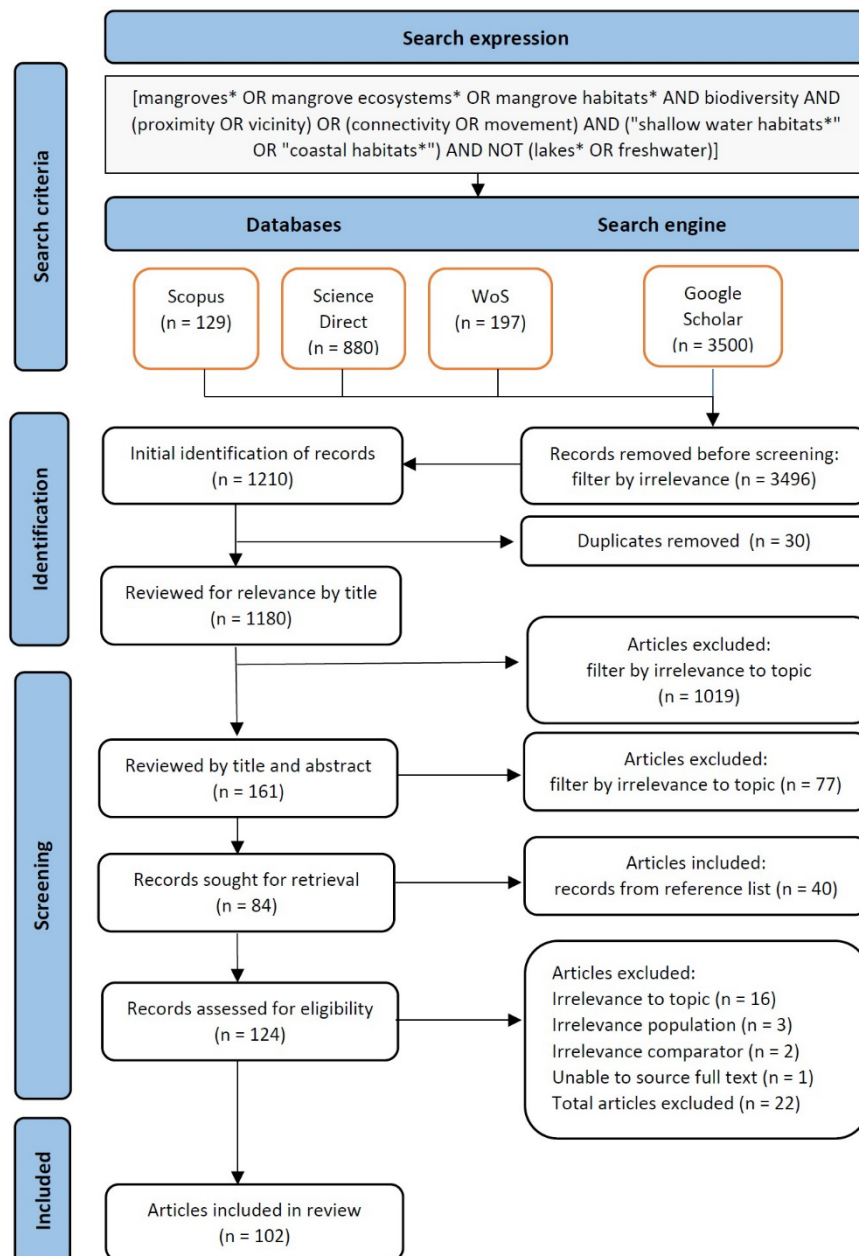 Search expression
Search criteria
[mangroves* OR mangrove ecosystems* OR mangrove habitats* AND biodiversity AND
(proximity OR vicinity) OR (connectivity OR movement) AND ("shallow water habitats*"
OR "coastal habitats*") AND NOT (lakes* OR freshwater)]
Databases
Search engine
Scopus
(n = 129)
Science
Direct
(n = 880)
WoS
(n = 197)
Google
Scholar
(n = 3500)
Identification
Initial identification of records
(n = 1210)
Records removed before screening:
filter by irrelevance (n = 3496)
Duplicates removed (n = 30)
Reviewed for relevance by title
(n = 1180)
Articles excluded:
filter by irrelevance to topic
(n = 1019)
Screening
Reviewed by title and abstract
(n = 161)
Articles excluded:
filter by irrelevance to topic (n = 77)
Records sought for retrieval
(n = 84)
Articles included:
records from reference list (n = 40)
Records assessed for eligibility
(n = 124)
Articles excluded:
Irrelevance to topic (n = 16)
Irrelevance population (n = 3)
Irrelevance comparator (n = 2)
Unable to source full text (n = 1)
Total articles excluded (n = 22)
Included
Articles included in review
(n = 102)